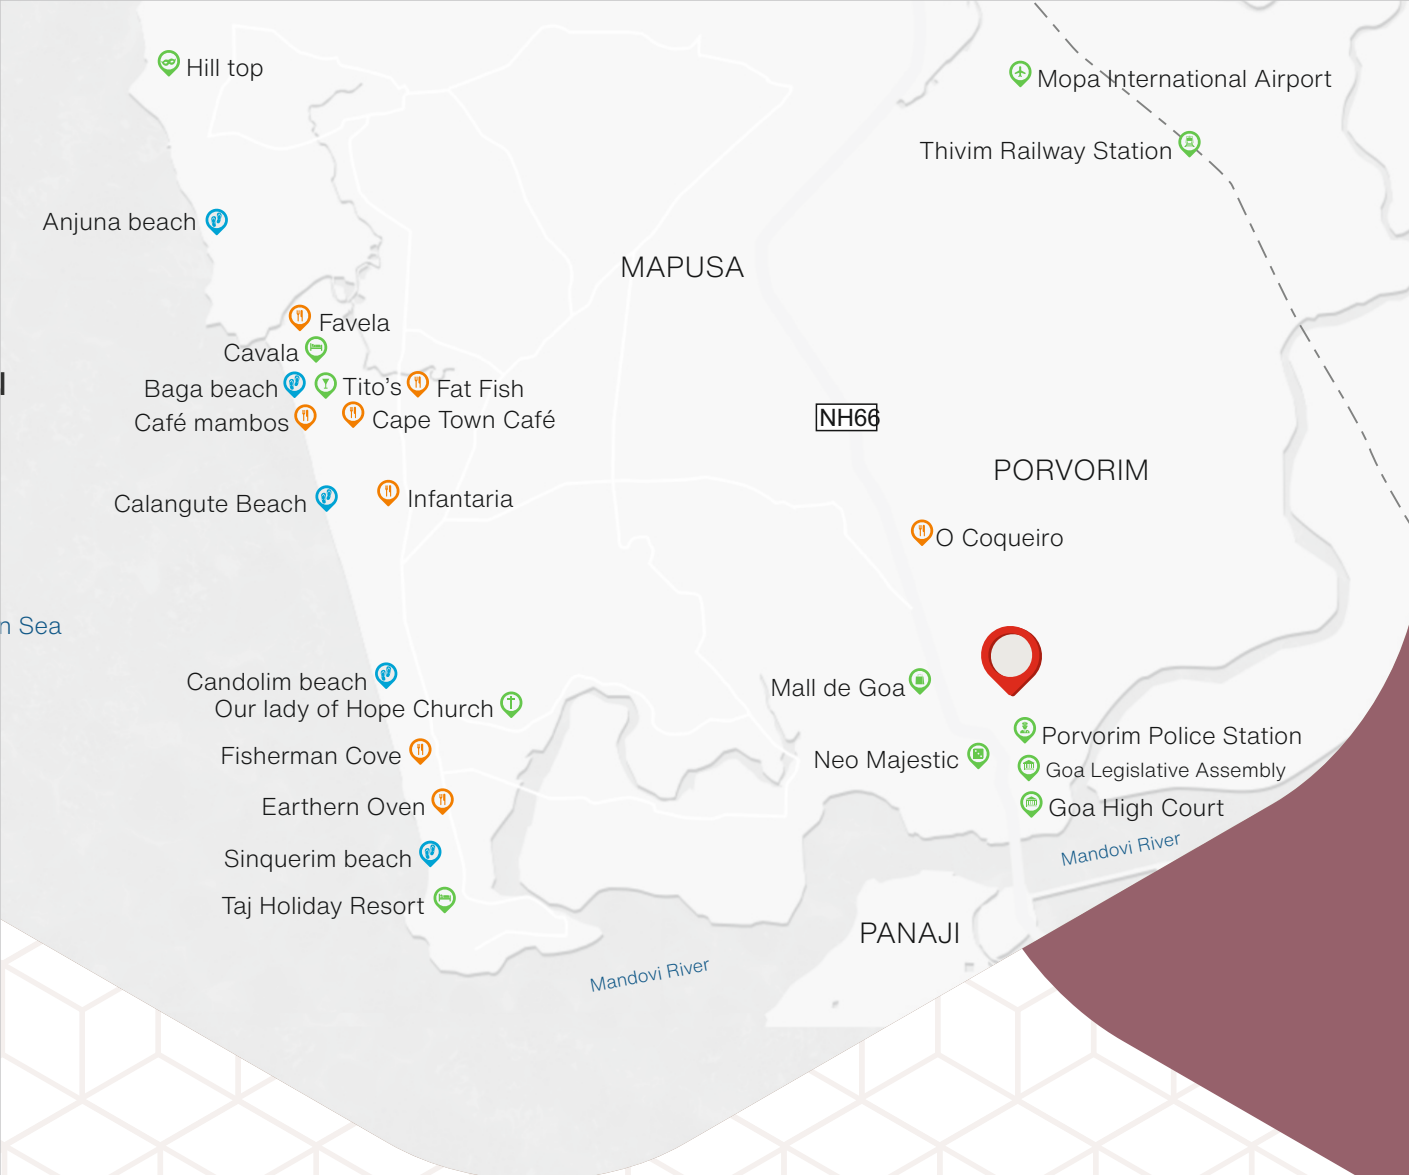 Hill top
Mopa International Airport
Thivim Railway Station
Anjuna beach
MAPUSA
Favela
Cavala
Baga beach
Tito’s
Fat Fish
Café mambos
Cape Town Café
NH66
PORVORIM
Calangute Beach
Infantaria
O Coqueiro
n Sea
Candolim beach
Mall de Goa
Our lady of Hope Church
Porvorim Police Station
Fisherman Cove
Neo Majestic
Goa Legislative Assembly
Earthern Oven
Goa High Court
Mandovi River
Sinquerim beach
Taj Holiday Resort
PANAJI
Mandovi River